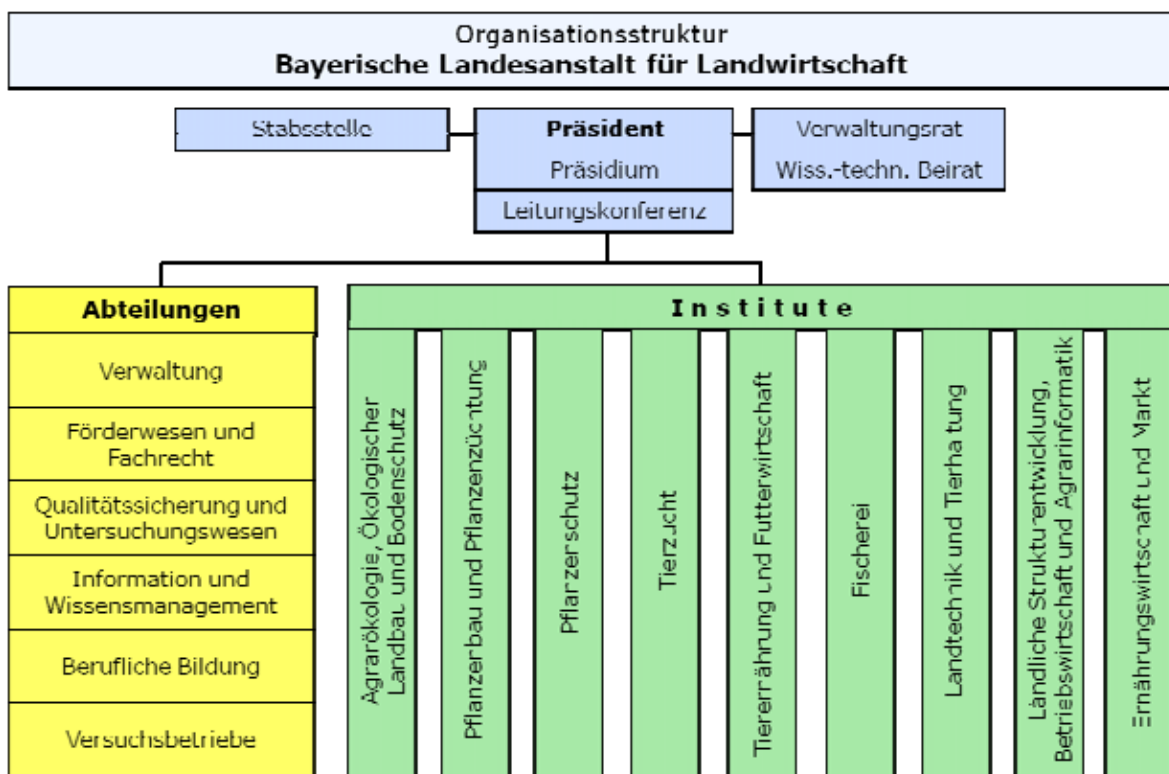 Organisationsstruktur
Bayerische Landesanstalt für Landwirtschaft
Stabsstelle
Präsident
Präsidium
Leitungskonferenz
Verwaltungsrat
Wiss.-techn. Beirat
Abteilungen
Verwaltung
Förderwesen und
Fachrecht
Qualitätssicherung und
Untersuchungswesen
Information und
Wissensmanagement
Berufliche Bildung
Versuchsbetriebe
Institute
Agrarökologie, Ökologischer
Landbau und Bodenschutz
Pflanzenbau und Pflanzenzüchtung
Pflanzenschutz
Tierzucht
Tierernährung und Futterwirtschaft
Fischerei
Landtechnik und Tierhaltung
Ländliche Strukturentwicklung,
Betriebswirtschaft und Agrarinformatik
Ernährungswirtschaft und Markt